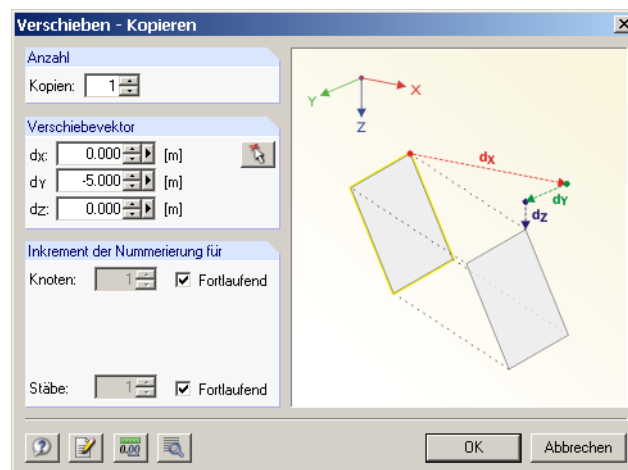 Verschieben - Kopieren
Anzahl
Kopien: 1
Verschiebevektor
dX: 0.000 [m]
dY -5.000 [m]
dZ: 0.000 [m]
Inkrement der Nummerierung für
Knoten: 1 Fortlaufend
Stäbe: 1 Fortlaufend
X
Y
Z
dX
dY
dZ
0.00
OK Abbrechen